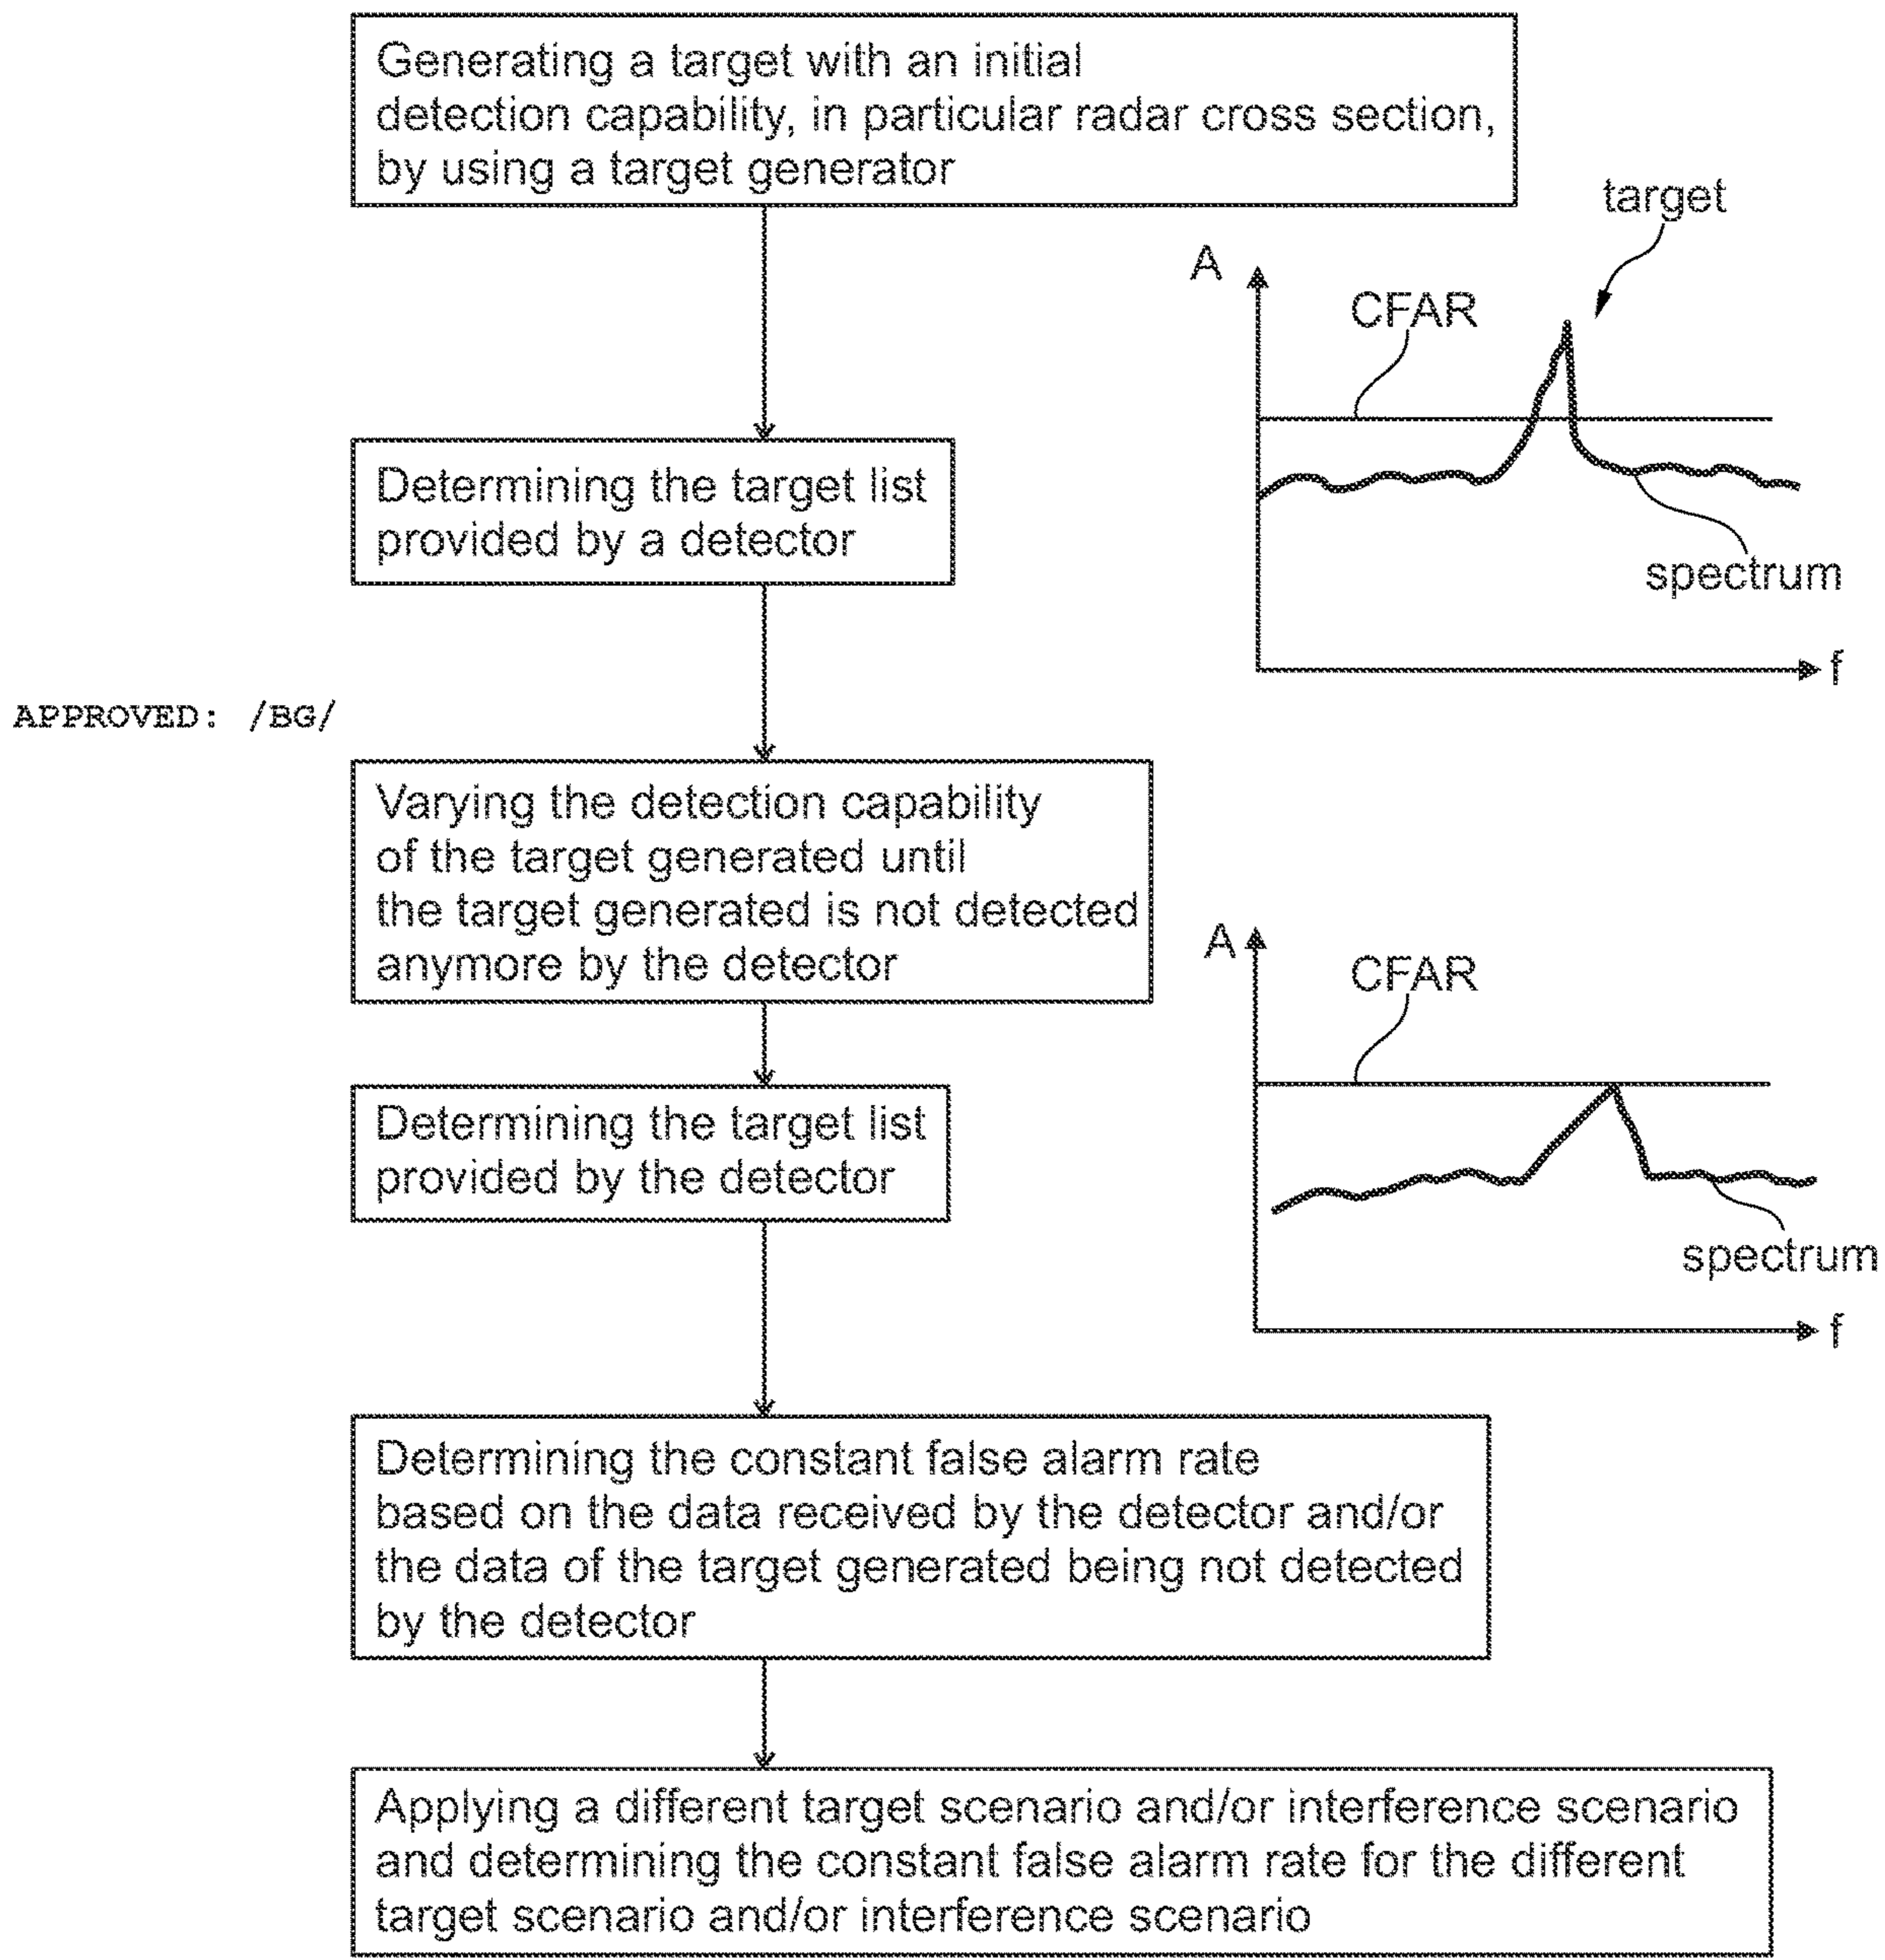 Generating a target with an initial
detection capability, in particular radar cross section,
by using a target generator
target
A
CFAR
spectrum
f
Determining the target list
provided by a detector
APPROVED: /BG/
Varying the detection capability
of the target generated until
the target generated is not detected
anymore by the detector
A
CFAR
spectrum
f
Determining the target list
provided by the detector
Determining the constant false alarm rate
based on the data received by the detector and/or
the data of the target generated being not detected
by the detector
Applying a different target scenario and/or interference scenario
and determining the constant false alarm rate for the different
target scenario and/or interference scenario